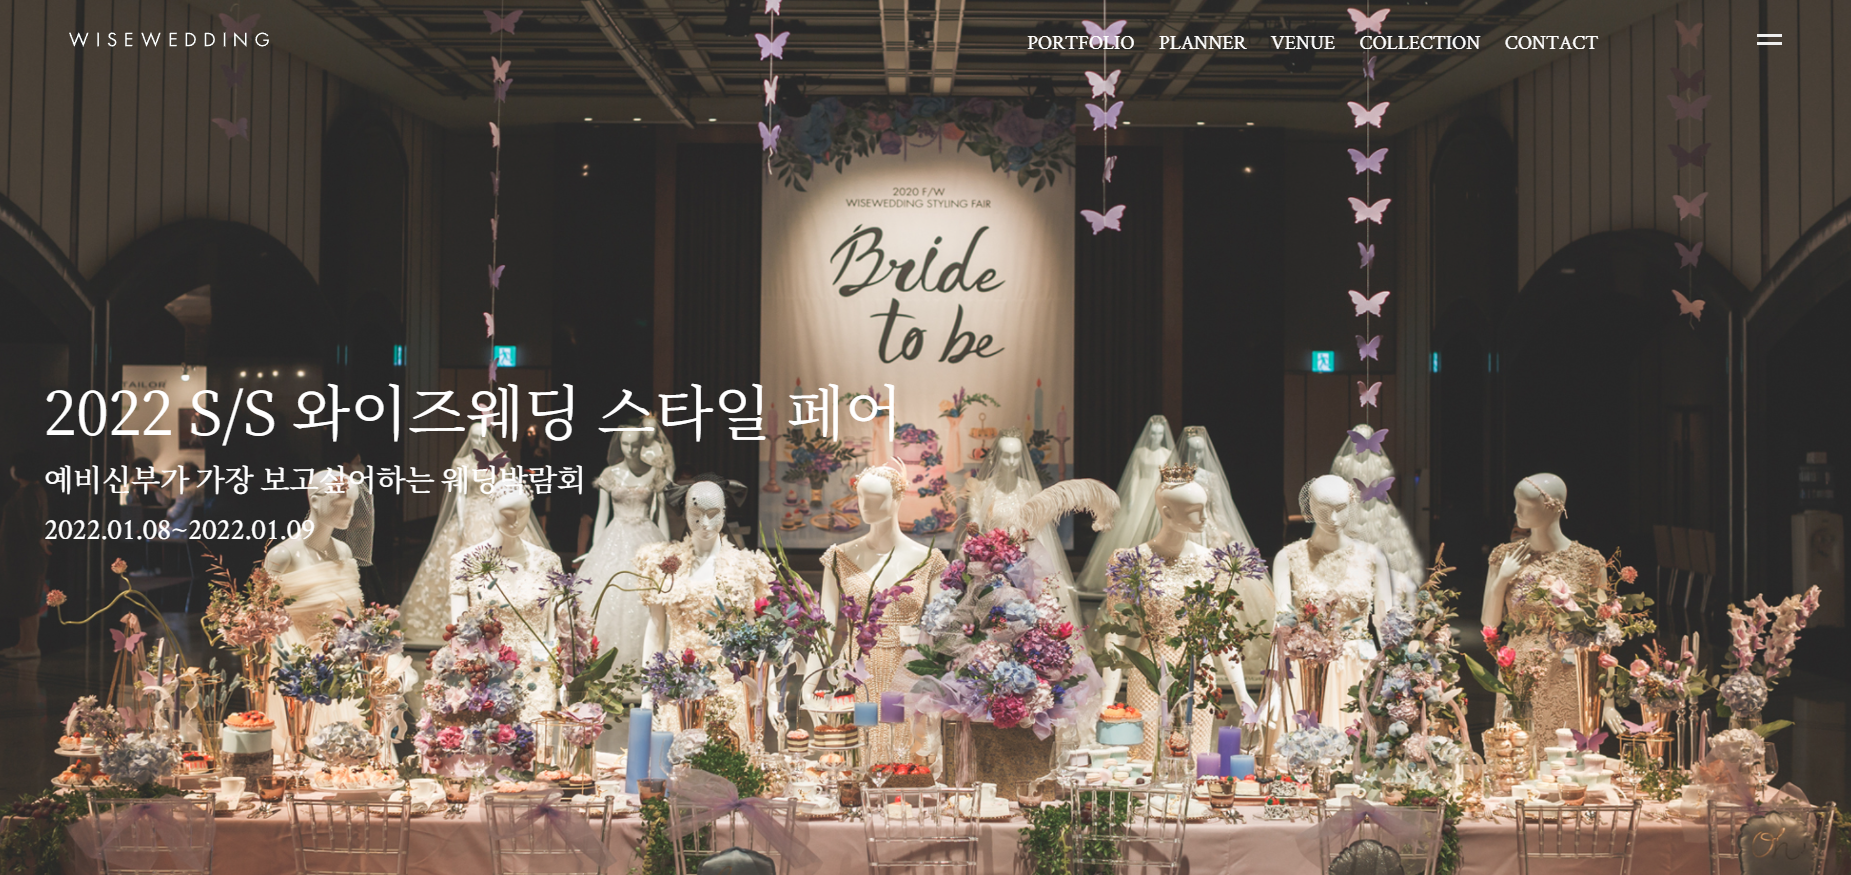 WISEWEDDING
PORTFOLIO PLANNER VENUE COLLECTION CONTACT
2020 F/W
WISEWEDDING STYLING FAIR
Bride
to be
TAILOR
2022 S/S 와이즈웨딩 스타일 페어
예비신부가 가장 보고싶어하는 웨딩박람회
2022.01.08~2022.01.09
Oh